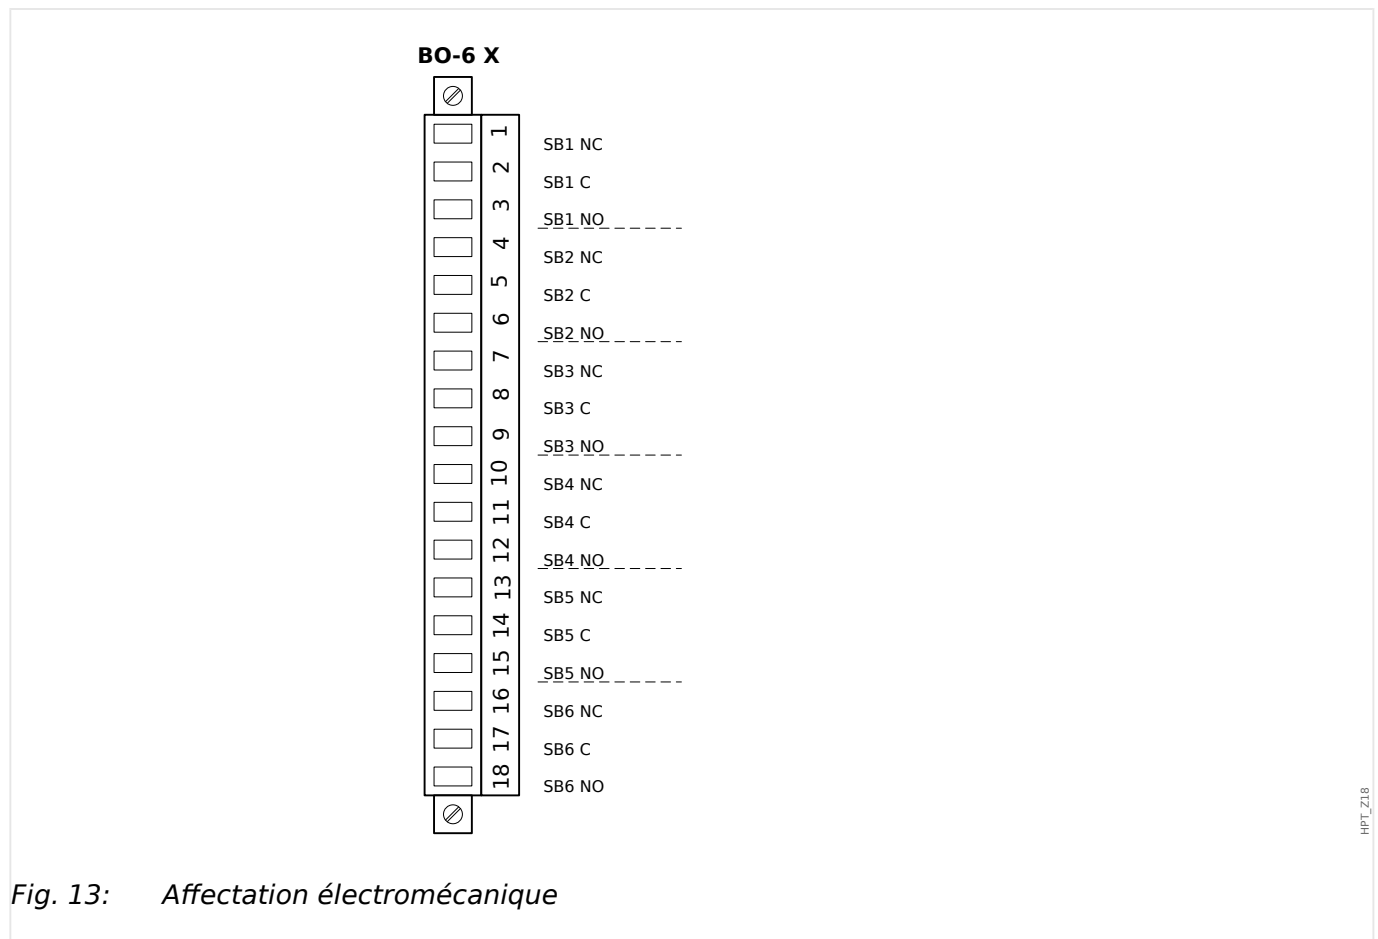 BO-6 X
1 SB1 NC
2 SB1 C
3 SB1 NO
4 SB2 NC
5 SB2 C
6 SB2 NO
7 SB3 NC
8 SB3 C
9 SB3 NO
10 SB4 NC
11 SB4 C
12 SB4 NO
13 SB5 NC
14 SB5 C
15 SB5 NO
16 SB6 NC
17 SB6 C
18 SB6 NO
HPT_Z18
Fig. 13: Affectation électromécanique